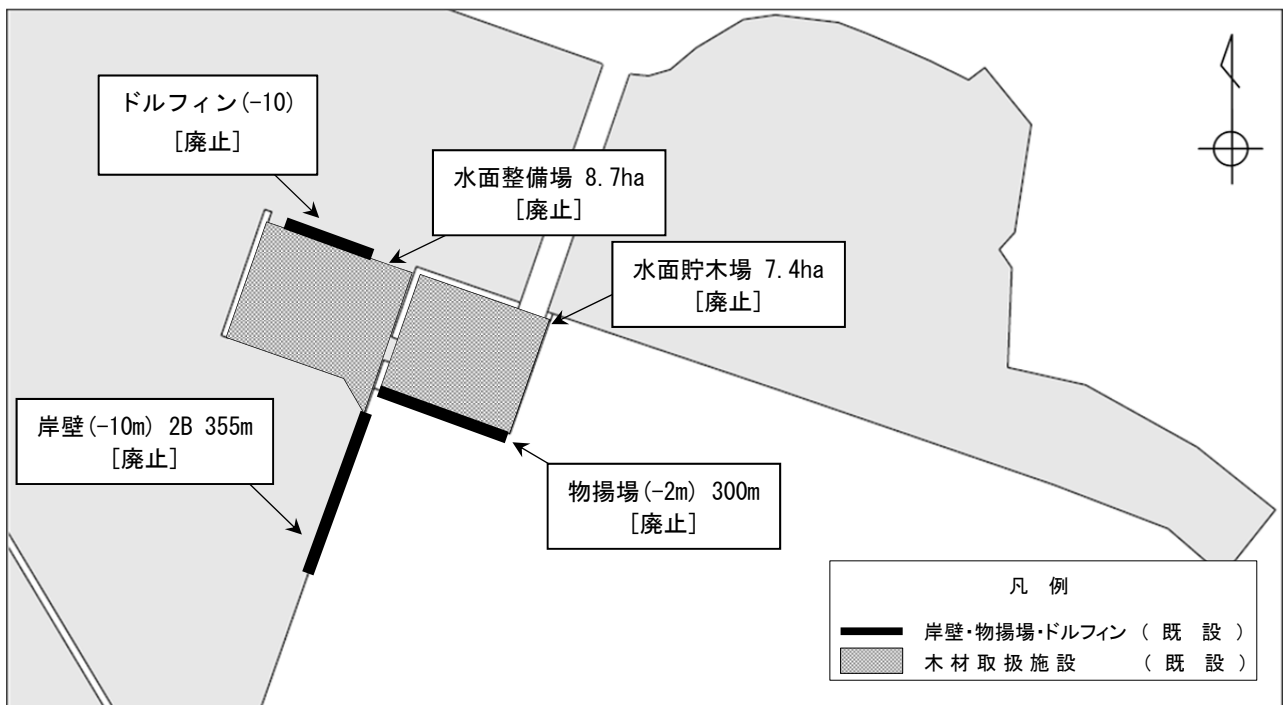 ドルフィン(-10)
[廃止]
水面整備場 8.7ha
[廃止]
水面貯木場 7.4ha
[廃止]
岸壁(-10m) 2B 355m
[廃止]
物揚場(-2m) 300m
[廃止]
凡 例
岸壁・物揚場・ドルフィン ( 既 設 )
木材取扱施設 ( 既 設 )